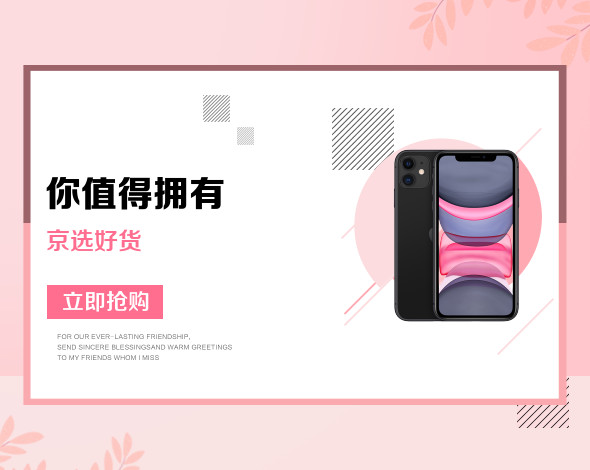 你值得拥有
京选好货
立即抢购
FOR OUR EVER-LASTING FRIENDSHIP,
SEND SINCERE BLESSINGSAND WARM GREETINGS
TO MY FRIENDS WHOM I MISS